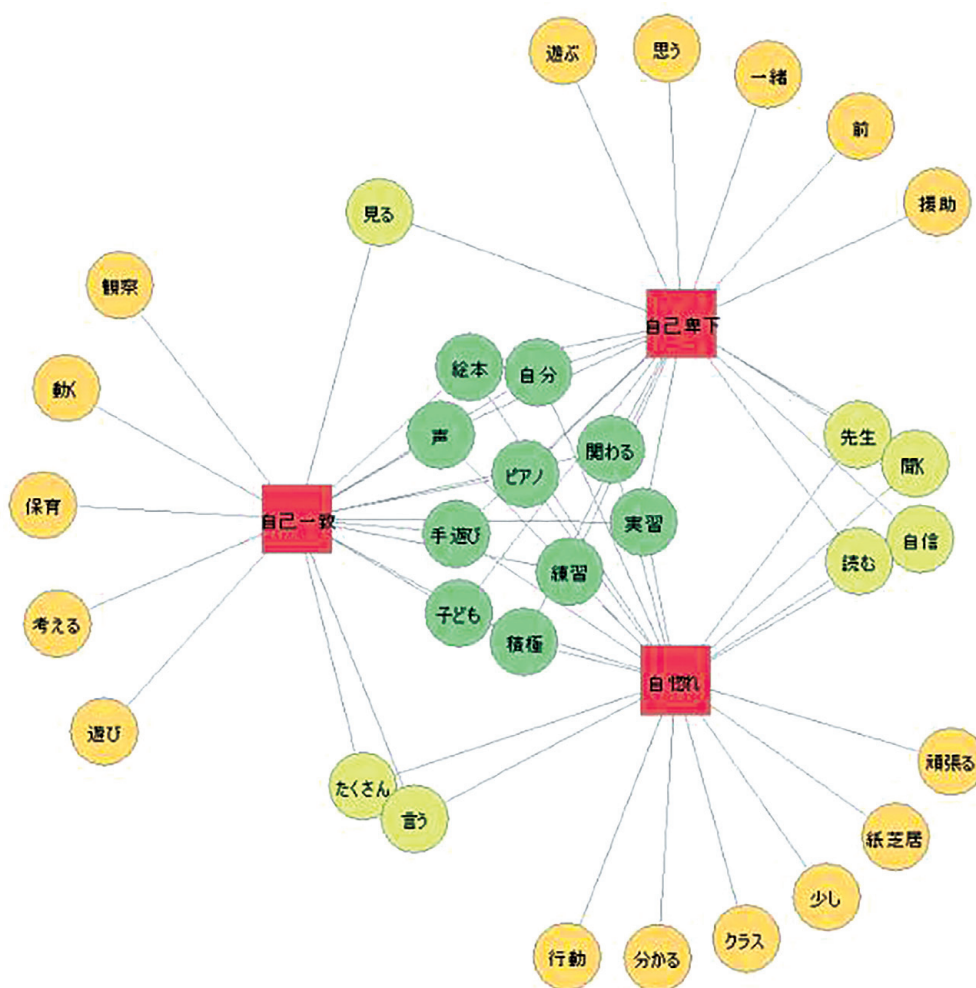 遊ぶ
思う
一緒
前
援助
見る
観察
自己卑下
絵本
自分
動く
声
先生
関わる
聞く
ピアノ
保育
自己一致
実習
手遊び
自信
読む
練習
子ども
考える
積極
自惚れ
遊び
頑張る
たくさん
言う
紙芝居
少し
クラス
行動
分かる